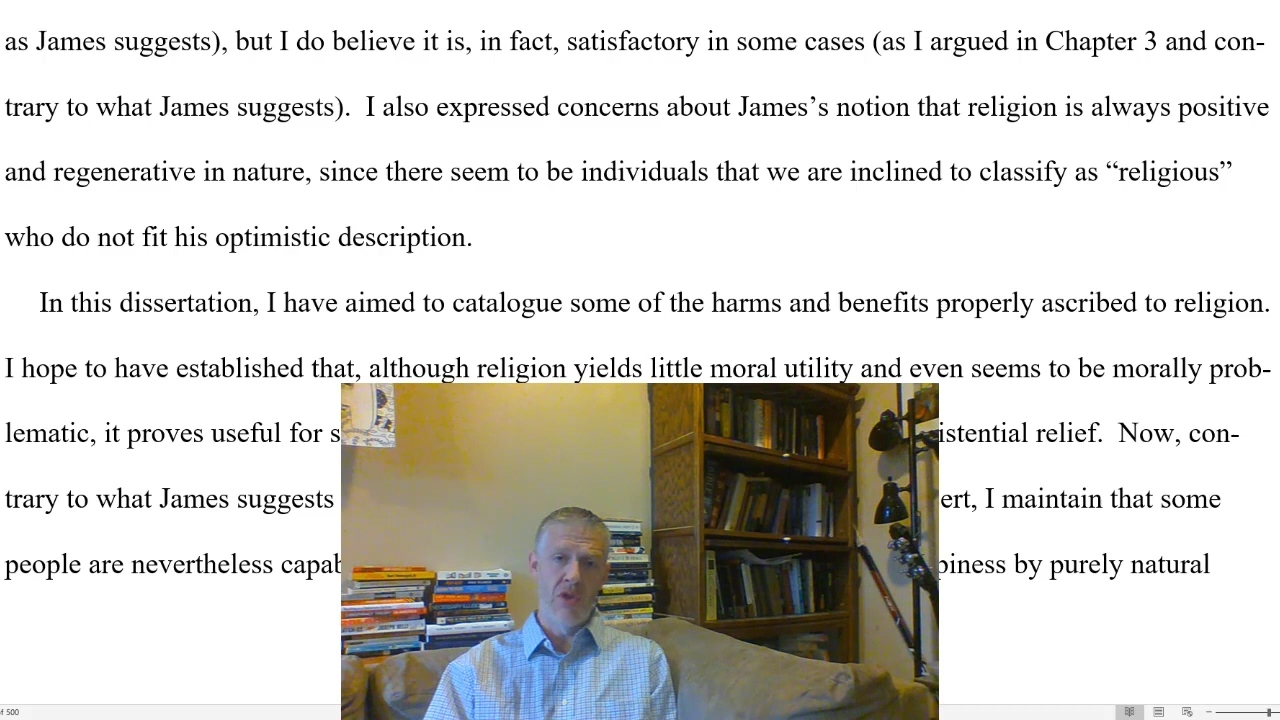 as James suggests), but I do believe it is, in fact, satisfactory in some cases (as I argued in Chapter 3 and con-
trary to what James suggests).  I also expressed concerns about James’s notion that religion is always positive
and regenerative in nature, since there seem to be individuals that we are inclined to classify as “religious”
who do not fit his optimistic description.
In this dissertation, I have aimed to catalogue some of the harms and benefits properly ascribed to religion.
I hope to have established that, although religion yields little moral utility and even seems to be morally prob-
lematic, it proves useful for s istential relief.  Now, con-
trary to what James suggests ert, I maintain that some
people are nevertheless capab piness by purely natural
of 500